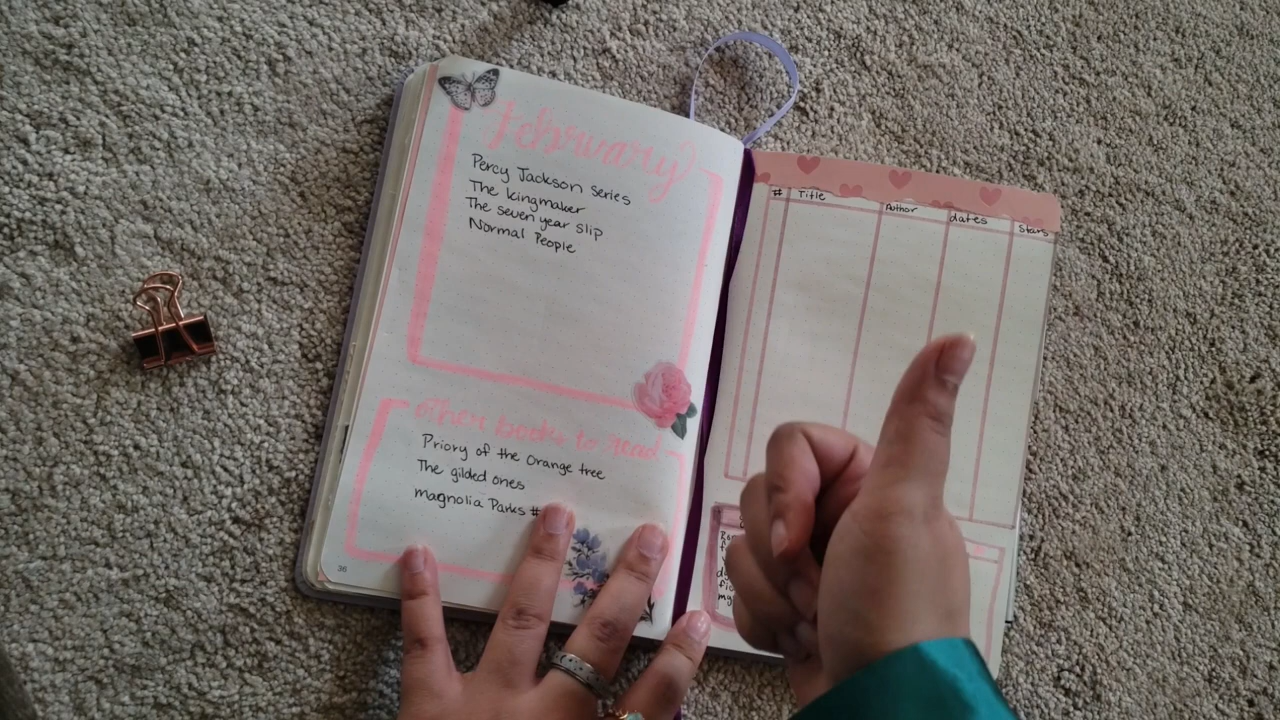 February
Percy Jackson series
The kingmaker
The seven year slip
Normal People
other books to read
Priory of the Orange tree
The gilded ones
magnolia Parks #
36
# Title Author dates Stars